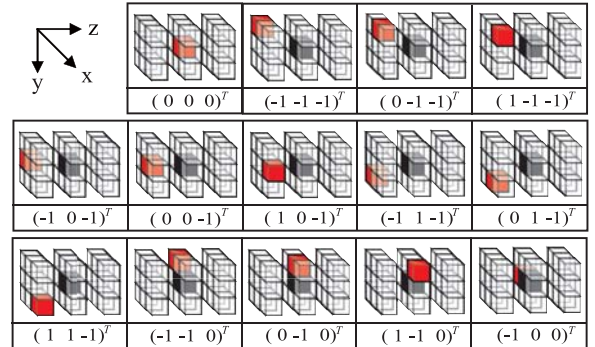 z
x
y
( 0 0 0)ᵀ (-1 -1 -1)ᵀ ( 0 -1 -1)ᵀ ( 1 -1 -1)ᵀ
(-1 0 -1)ᵀ ( 0 0 -1)ᵀ ( 1 0 -1)ᵀ (-1 1 -1)ᵀ ( 0 1 -1)ᵀ
( 1 1 -1)ᵀ (-1 -1 0)ᵀ ( 0 -1 0)ᵀ ( 1 -1 0)ᵀ (-1 0 0)ᵀ